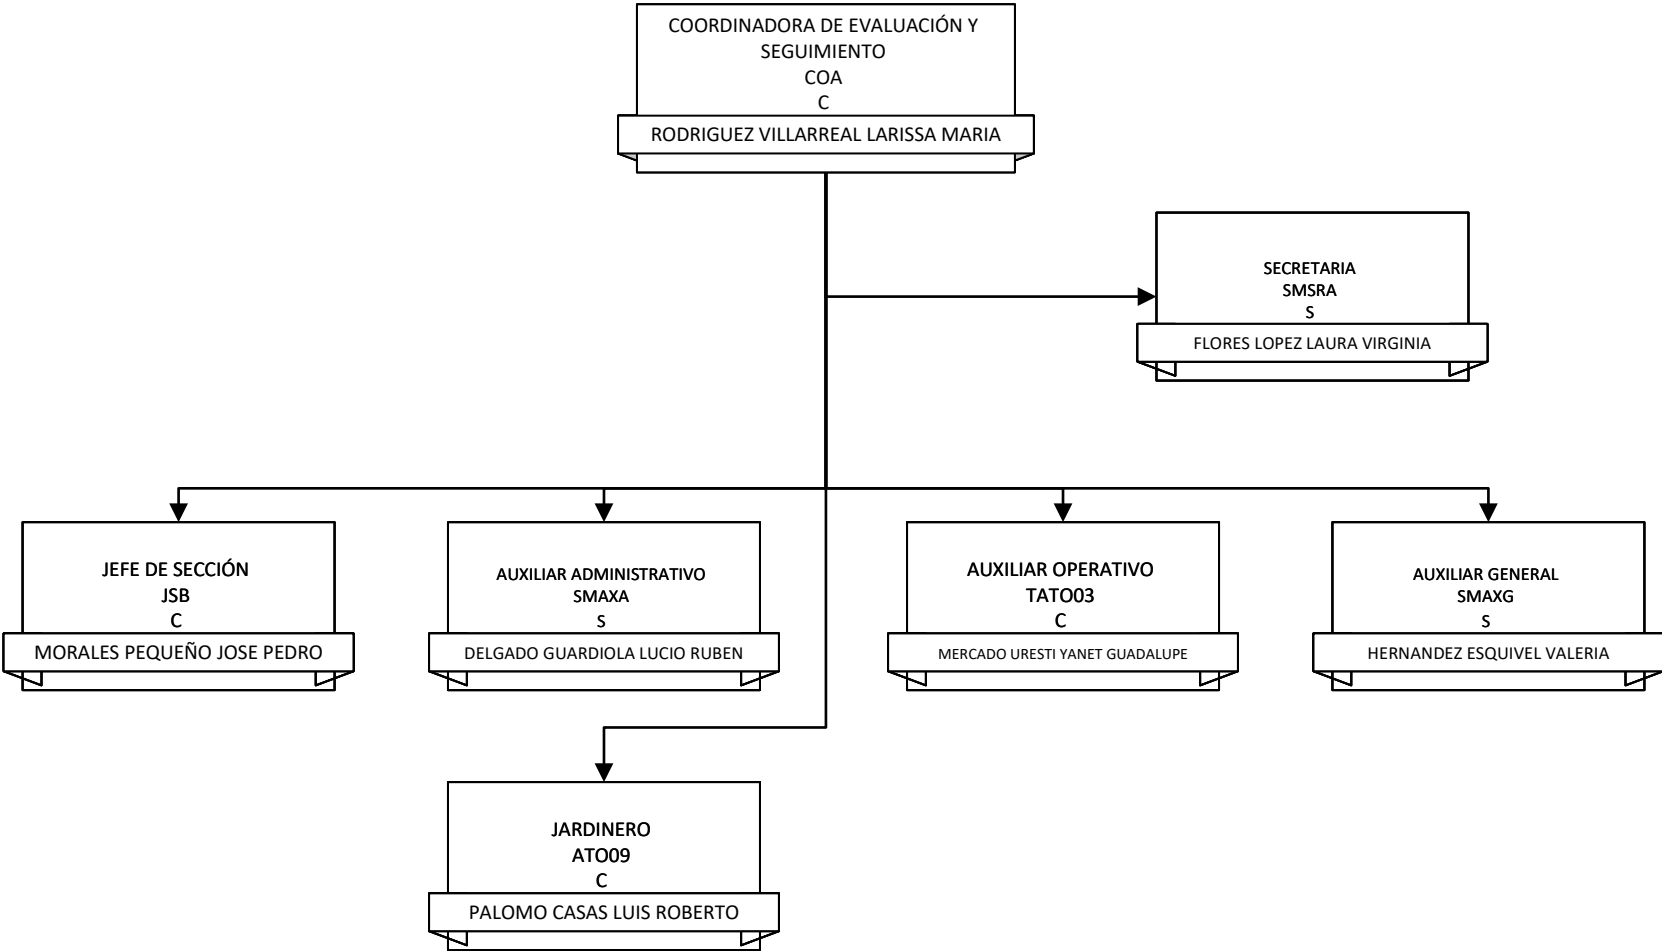 COORDINADORA DE EVALUACIÓN Y
SEGUIMIENTO
COA
C
RODRIGUEZ VILLARREAL LARISSA MARIA
SECRETARIA
SMSRA
S
FLORES LOPEZ LAURA VIRGINIA
JEFE DE SECCIÓN
JSB
C
MORALES PEQUEÑO JOSE PEDRO
AUXILIAR ADMINISTRATIVO
SMAXA
S
DELGADO GUARDIOLA LUCIO RUBEN
AUXILIAR OPERATIVO
TATO03
C
MERCADO URESTI YANET GUADALUPE
AUXILIAR GENERAL
SMAXG
S
HERNANDEZ ESQUIVEL VALERIA
JARDINERO
ATO09
C
PALOMO CASAS LUIS ROBERTO